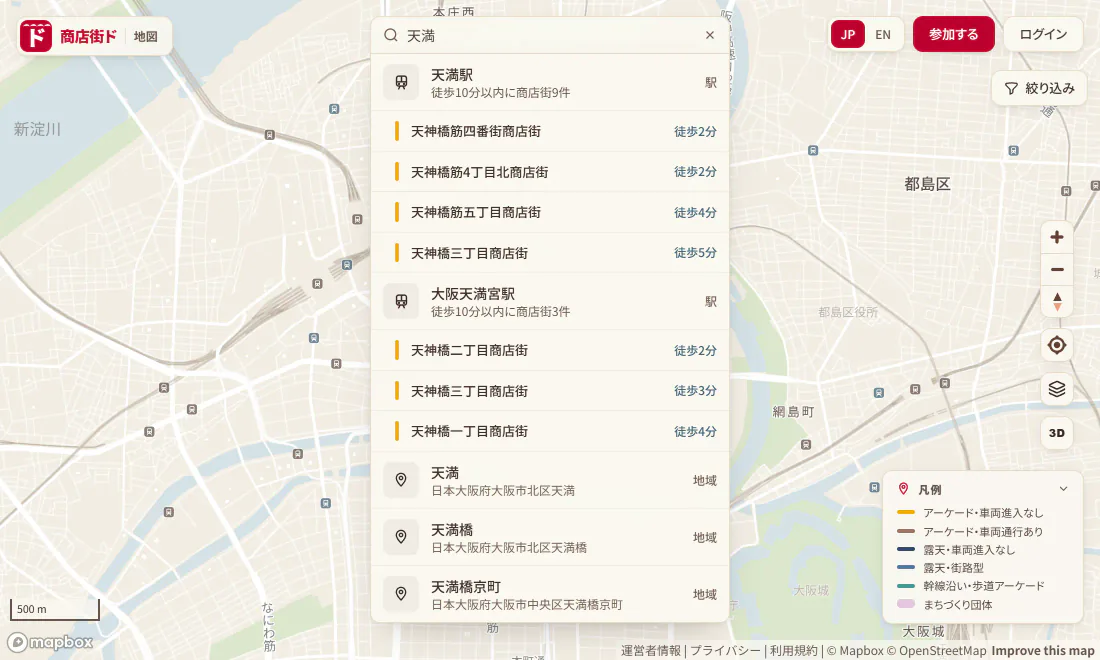 本庄西
ド 商店街ド 地図
天満
JP EN 参加する ログイン
絞り込み
天満駅
徒歩10分以内に商店街9件
駅
天神橋筋四番街商店街 徒歩2分
天神橋筋4丁目北商店街 徒歩2分
天神橋筋五丁目商店街 徒歩4分
天神橋三丁目商店街 徒歩5分
大阪天満宮駅
徒歩10分以内に商店街3件
駅
天神橋二丁目商店街 徒歩2分
天神橋三丁目商店街 徒歩3分
天神橋一丁目商店街 徒歩4分
天満
日本大阪府大阪市北区天満
地域
天満橋
日本大阪府大阪市北区天満橋
地域
天満橋京町
日本大阪府大阪市中央区天満橋京町
地域
新淀川
都島区
都島区役所
網島町
大阪城
大阪城
なにわ筋
筋
3D
凡例
アーケード・車両進入なし
アーケード・車両通行あり
露天・車両進入なし
露天・街路型
幹線沿い・歩道アーケード
まちづくり団体
500 m
mapbox
運営者情報 | プライバシー | 利用規約 | © Mapbox © OpenStreetMap Improve this map